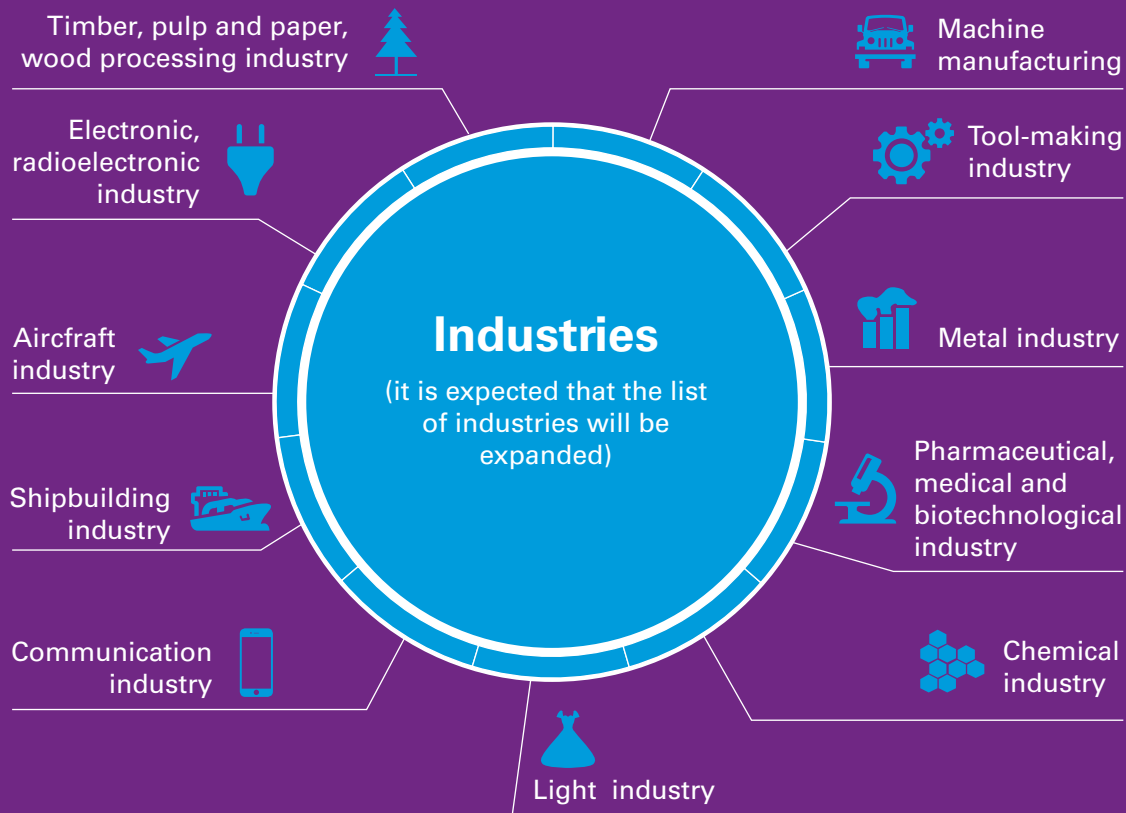 Timber, pulp and paper,
wood processing industry
Machine
manufacturing
Electronic,
radioelectronic
industry
Tool-making
industry
Industries
(it is expected that the list
of industries will be
expanded)
Aircfraft
industry
Metal industry
Shipbuilding
industry
Pharmaceutical,
medical and
biotechnological
industry
Communication
industry
Chemical
industry
Light industry